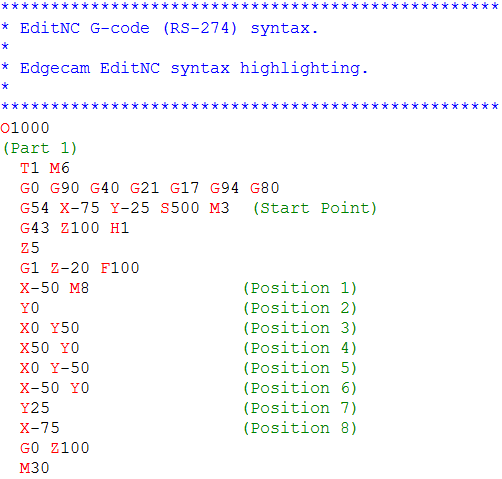 **************************************************
* EditNC G-code (RS-274) syntax.
*
* Edgecam EditNC syntax highlighting.
*
**************************************************
O1000
(Part 1)
  T1 M6
  G0 G90 G40 G21 G17 G94 G80
  G54 X-75 Y-25 S500 M3  (Start Point)
  G43 Z100 H1
  Z5
  G1 Z-20 F100
  X-50 M8               (Position 1)
  Y0                    (Position 2)
  X0 Y50                (Position 3)
  X50 Y0                (Position 4)
  X0 Y-50               (Position 5)
  X-50 Y0               (Position 6)
  Y25                   (Position 7)
  X-75                  (Position 8)
  G0 Z100
  M30